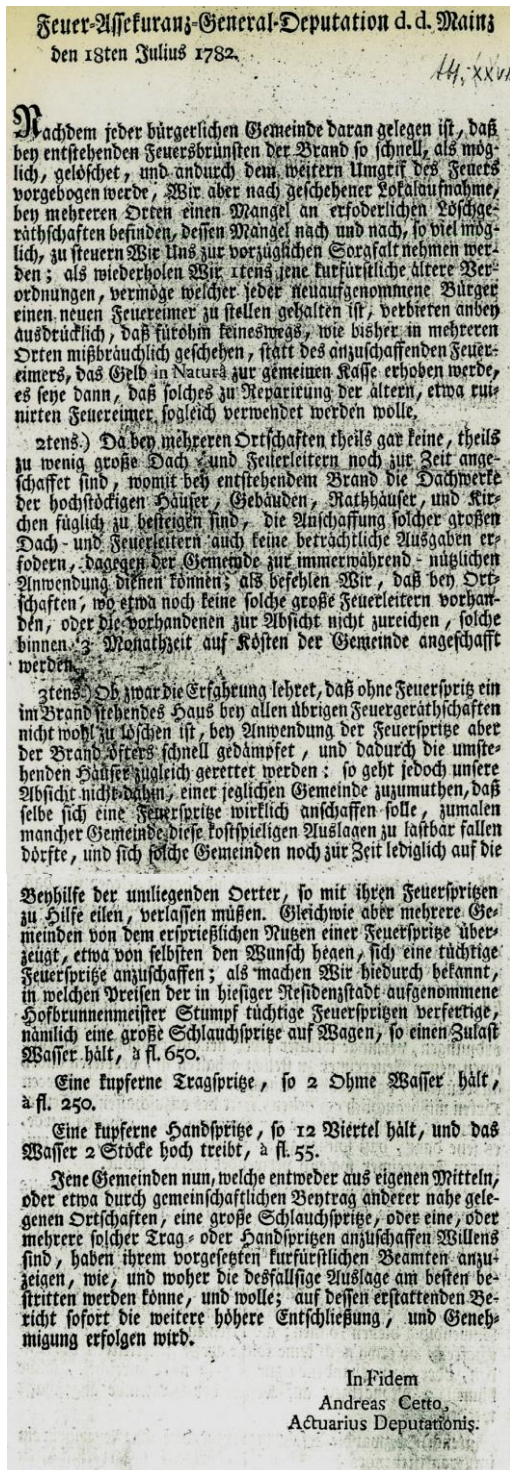 Feuer-Assekuranz-General-Deputation d. d. Mainz
den 18ten Julius 1782.
Nachdem jeder bürgerlichen Gemeinde daran gelegen ist, daß
bey entstehenden Feuersbrünsten der Brand so schnell, als mög-
lich, gelöschet, und andurch dem weitern Umgrif des Feuers
vorgebogen werde, Wir aber nach geschehener Lokalaufnahme,
bey mehreren Orten einen Mangel an erfoderlichen Löschge-
räthschaften befinden, dessen Mangel nach und nach, so viel mög-
lich, zu steuern Wir Uns zur vorzüglichen Sorgfalt nehmen wer-
den; als wiederholen Wir 1tens jene kurfürstliche ältere Ver-
ordnungen, vermöge welcher jeder neuaufgenommene Bürger
einen neuen Feuereimer zu stellen gehalten ist, verbieten anbey
ausdrücklich, daß fürohin keineswegs, wie bisher in mehreren
Orten mißbräuchlich geschehen, statt des anzuschaffenden Feuer-
eimers, das Geld in Natura zur gemeinen Kasse erhoben werde,
es seye dann, daß solches zu Reparirung der ältern, etwa rui-
nirten Feuereimer sogleich verwendet werden wolle.
2tens.) Da bey mehreren Ortschaften theils gar keine, theils
zu wenig große Dach- und Feuerleitern noch zur Zeit ange-
schaffet sind, womit bey entstehendem Brand die Dachwerke
der hochstöckigen Häuser, Gebäuden, Rathhäuser, und Kir-
chen füglich zu besteigen sind, die Anschaffung solcher großen
Dach- und Feuerleitern auch keine beträchtliche Ausgaben er-
fodern, dagegen der Gemeinde zur immerwährend-nützlichen
Anwendung dienen können; als befehlen Wir, daß bey Ort-
schaften, wo etwa noch keine solche große Feuerleitern vorhan-
den, oder die vorhandenen zur Absicht nicht zureichen, solche
binnen 3 Monathzeit auf Kösten der Gemeinde angeschafft
werden.
3tens.) Ob zwar die Erfahrung lehret, daß ohne Feuerspritz ein
im Brand stehendes Haus bey allen übrigen Feuergeräthschaften
nicht wohl zu löschen ist, bey Anwendung der Feuerspritze aber
der Brand öfters schnell gedämpfet, und dadurch die umste-
henden Häuser zugleich gerettet werden: so geht jedoch unsere
Absicht nicht dahin, einer jeglichen Gemeinde zuzumuthen, daß
selbe sich eine Feuerspritze wirklich anschaffen solle, zumalen
mancher Gemeinde diese kostspieligen Auslagen zu lastbar fallen
dörfte, und sich solche Gemeinden noch zur Zeit lediglich auf die
Beyhilfe der umliegenden Oerter, so mit ihren Feuerspritzen
zu Hilfe eilen, verlassen müßen. Gleichwie aber mehrere Ge-
meinden von dem ersprießlichen Nutzen einer Feuerspritze über-
zeugt, etwa von selbsten den Wunsch hegen, sich eine tüchtige
Feuerspritze anzuschaffen; als machen Wir hiedurch bekannt,
in welchen Preisen der in hiesiger Residenzstadt aufgenommene
Hofbrunnenmeister Stumpf tüchtige Feuerspritzen verfertige,
nämlich eine große Schlauchspritze auf Wagen, so einen Zulast
Wasser hält, à fl. 650.
Eine kupferne Tragspritze, so 2 Ohme Wasser hält,
à fl. 250.
Eine kupferne Handspritze, so 12 Viertel hält, und das
Wasser 2 Stöcke hoch treibt, à fl. 55.
Jene Gemeinden nun, welche entweder aus eigenen Mitteln,
oder etwa durch gemeinschaftlichen Beytrag anderer nahe gele-
genen Ortschaften, eine große Schlauchspritze, oder eine, oder
mehrere solcher Trag- oder Handspritzen anzuschaffen Willens
sind, haben ihrem vorgesetzten kurfürstlichen Beamten anzu-
zeigen, wie, und woher die desfallsige Auslage am besten be-
stritten werden könne, und wolle; auf dessen erstattenden Be-
richt sofort die weitere höhere Entschließung, und Geneh-
migung erfolgen wird.
In Fidem
Andreas Cetto,
Actuarius Deputationis.